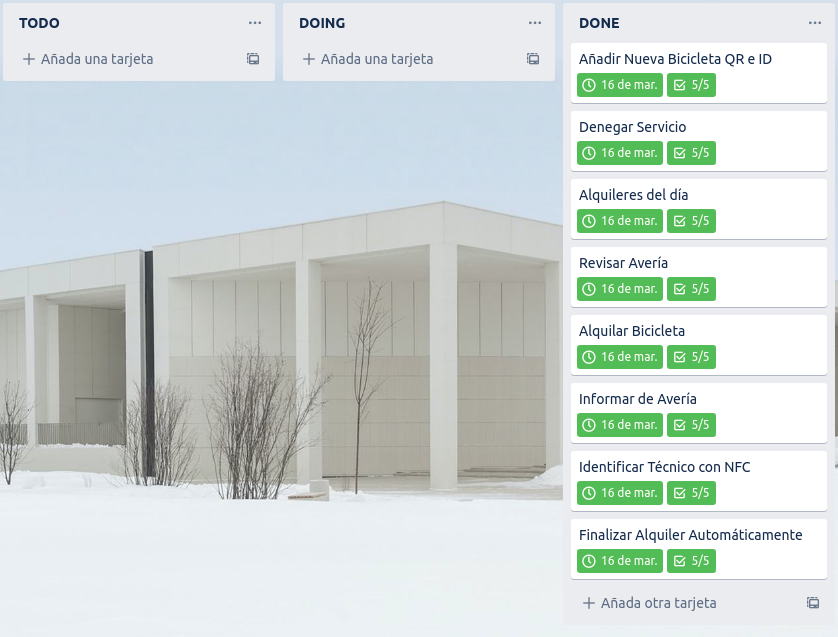 TODO
Añada una tarjeta
DOING
Añada una tarjeta
DONE
Añadir Nueva Bicicleta QR e ID
16 de mar. 5/5
Denegar Servicio
16 de mar. 5/5
Alquileres del día
16 de mar. 5/5
Revisar Avería
16 de mar. 5/5
Alquilar Bicicleta
16 de mar. 5/5
Informar de Avería
16 de mar. 5/5
Identificar Técnico con NFC
16 de mar. 5/5
Finalizar Alquiler Automáticamente
16 de mar. 5/5
Añada otra tarjeta